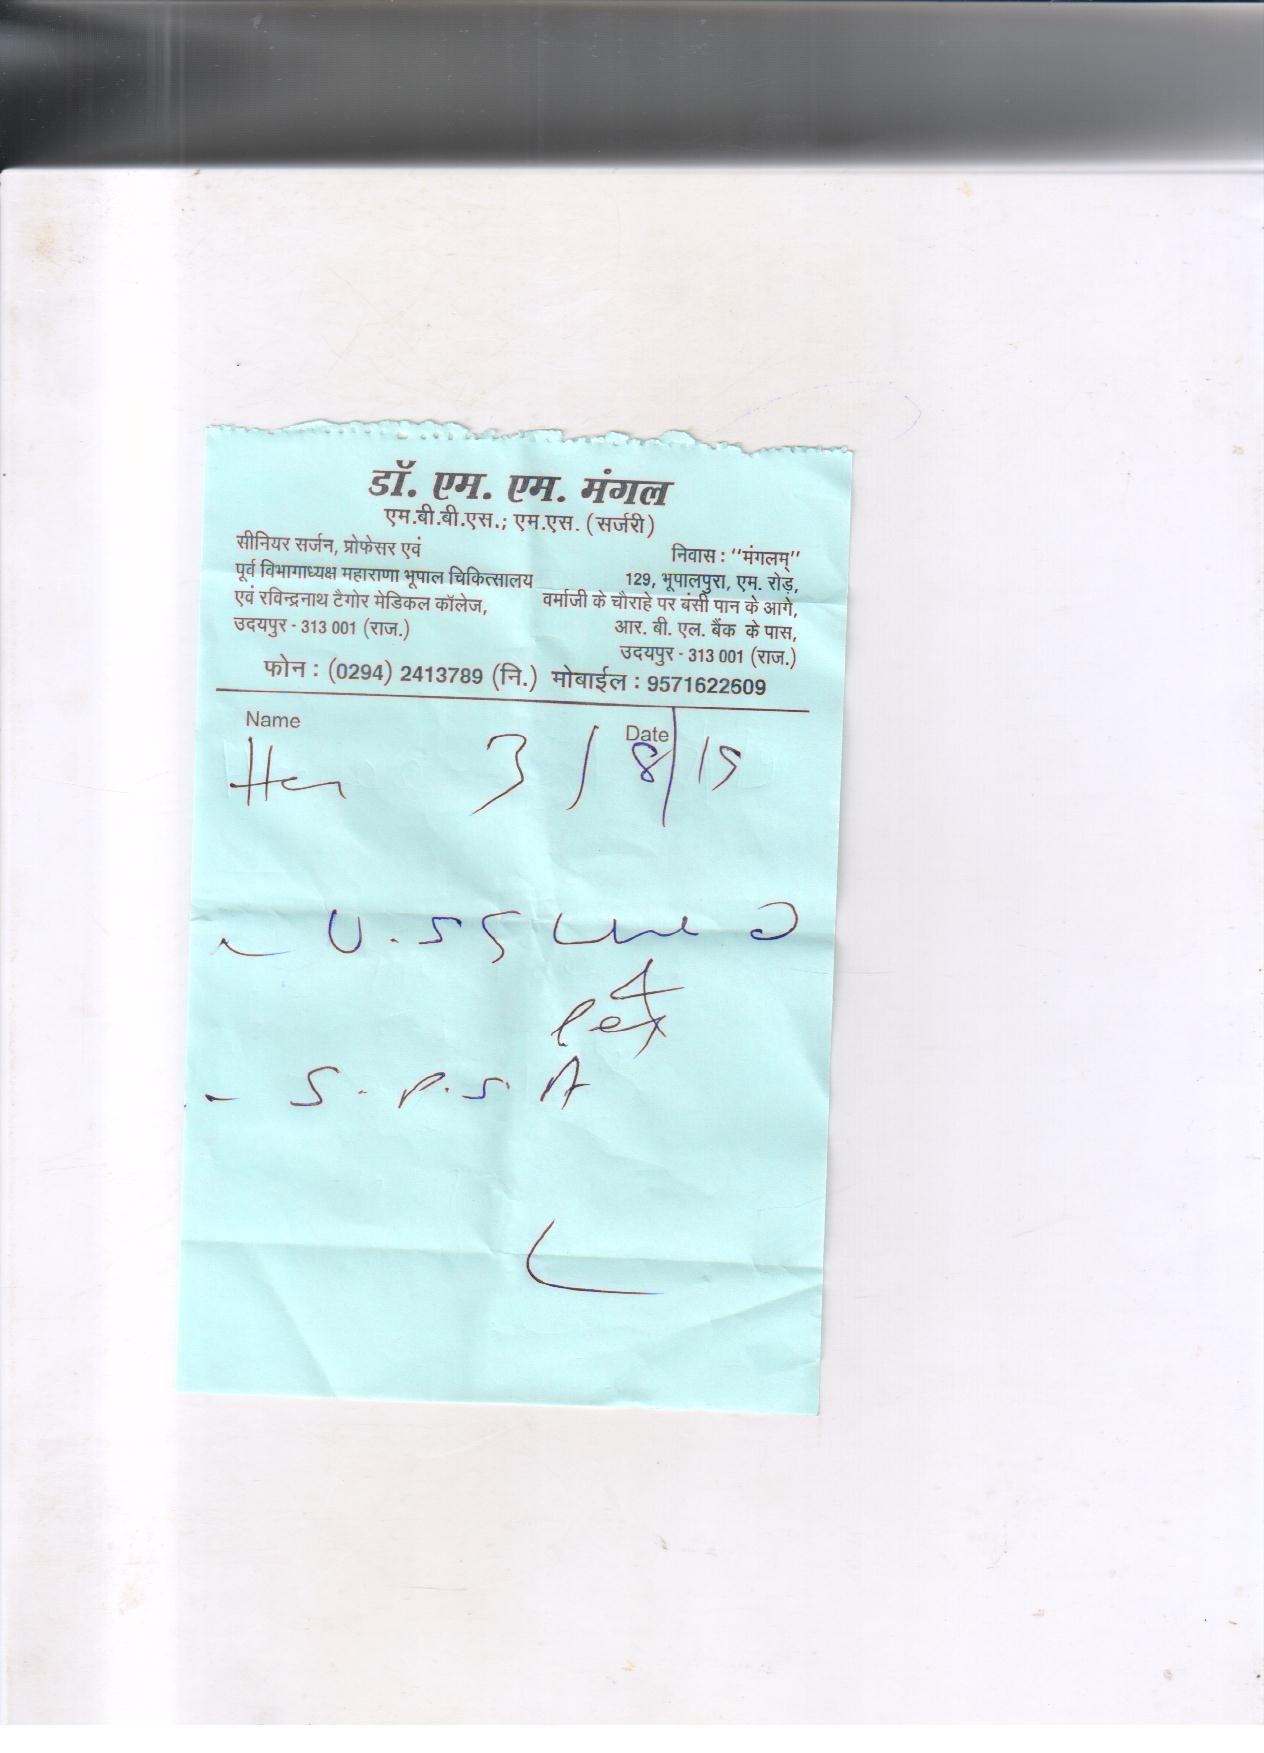 डॉ. एम. एम. मंगल
एम.बी.बी.एस.; एम.एस. (सर्जरी)
सीनियर सर्जन, प्रोफेसर एवं
पूर्व विभागाध्यक्ष महाराणा भूपाल चिकित्सालय
एवं रविन्द्रनाथ टैगोर मेडिकल कॉलेज,
उदयपुर - 313 001 (राज.)
निवास : ‘‘मंगलम्’’
129, भूपालपुरा, एम. रोड़,
वर्माजी के चौराहे पर बंसी पान के आगे,
आर. बी. एल. बैंक के पास,
उदयपुर - 313 001 (राज.)
फोन : (0294) 2413789 (नि.) मोबाईल : 9571622609
Name
Date
3 / 8 / 15
- S. P. S. A